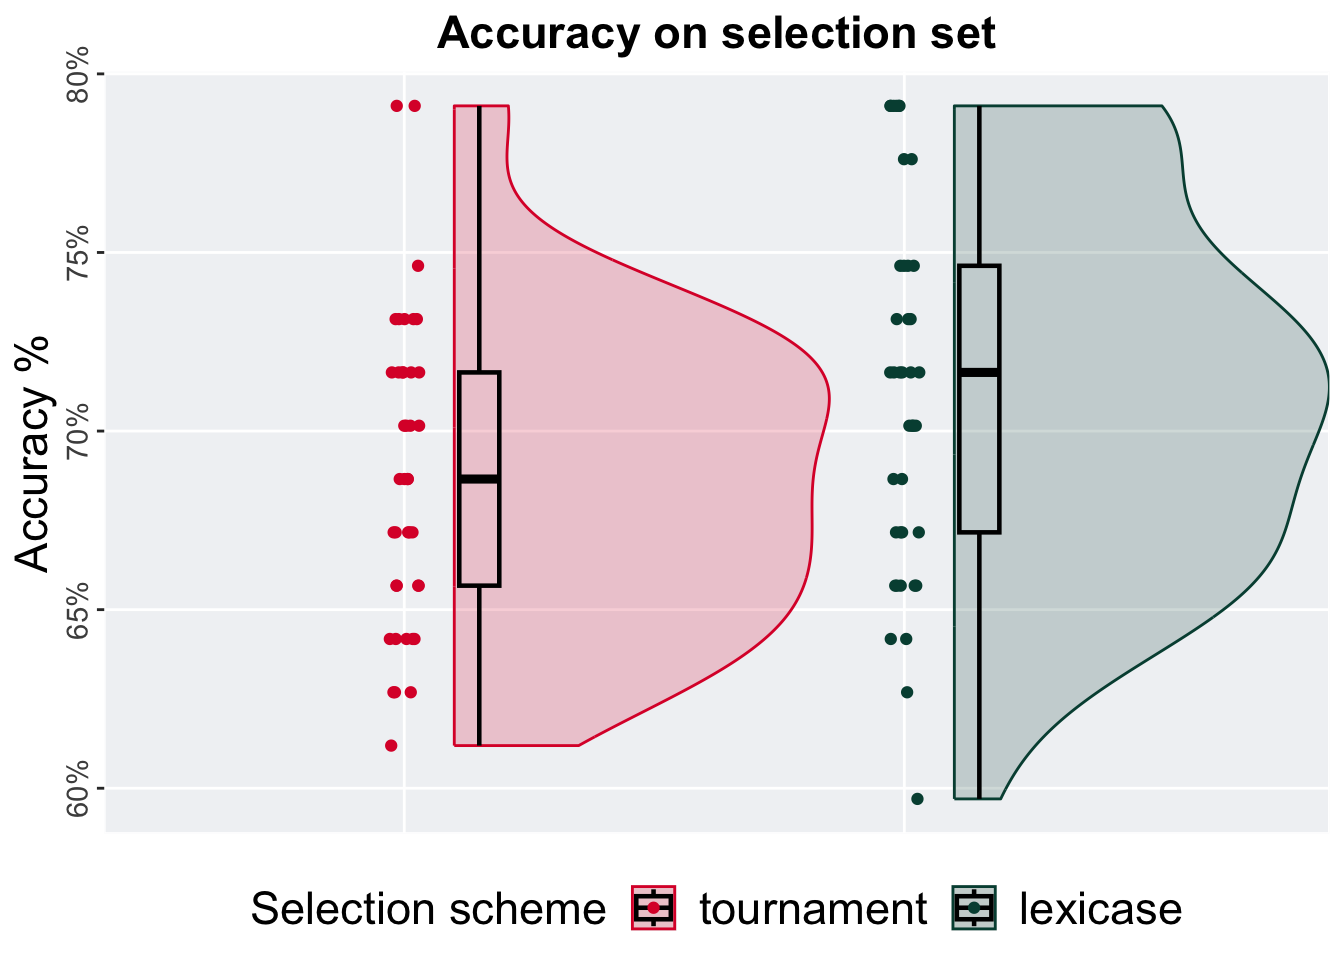 Accuracy on selection set
Accuracy %
80%
75%
70%
65%
60%
Selection scheme tournament lexicase